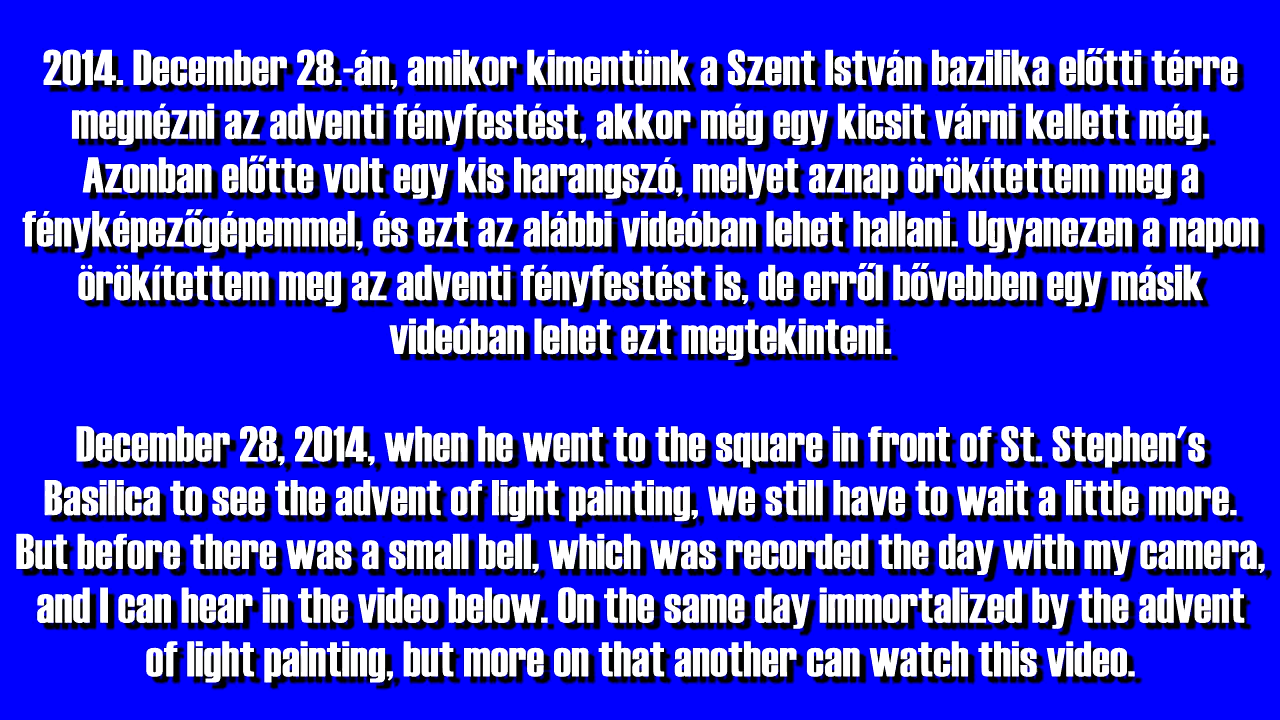 2014. December 28.-án, amikor kimentünk a Szent István bazilika előtti térre
megnézni az adventi fényfestést, akkor még egy kicsit várni kellett még.
Azonban előtte volt egy kis harangszó, melyet aznap örökítettem meg a
fényképezőgépemmel, és ezt az alábbi videóban lehet hallani. Ugyanezen a napon
örökítettem meg az adventi fényfestést is, de erről bővebben egy másik
videóban lehet ezt megtekinteni.
December 28, 2014, when he went to the square in front of St. Stephen's
Basilica to see the advent of light painting, we still have to wait a little more.
But before there was a small bell, which was recorded the day with my camera,
and I can hear in the video below. On the same day immortalized by the advent
of light painting, but more on that another can watch this video.